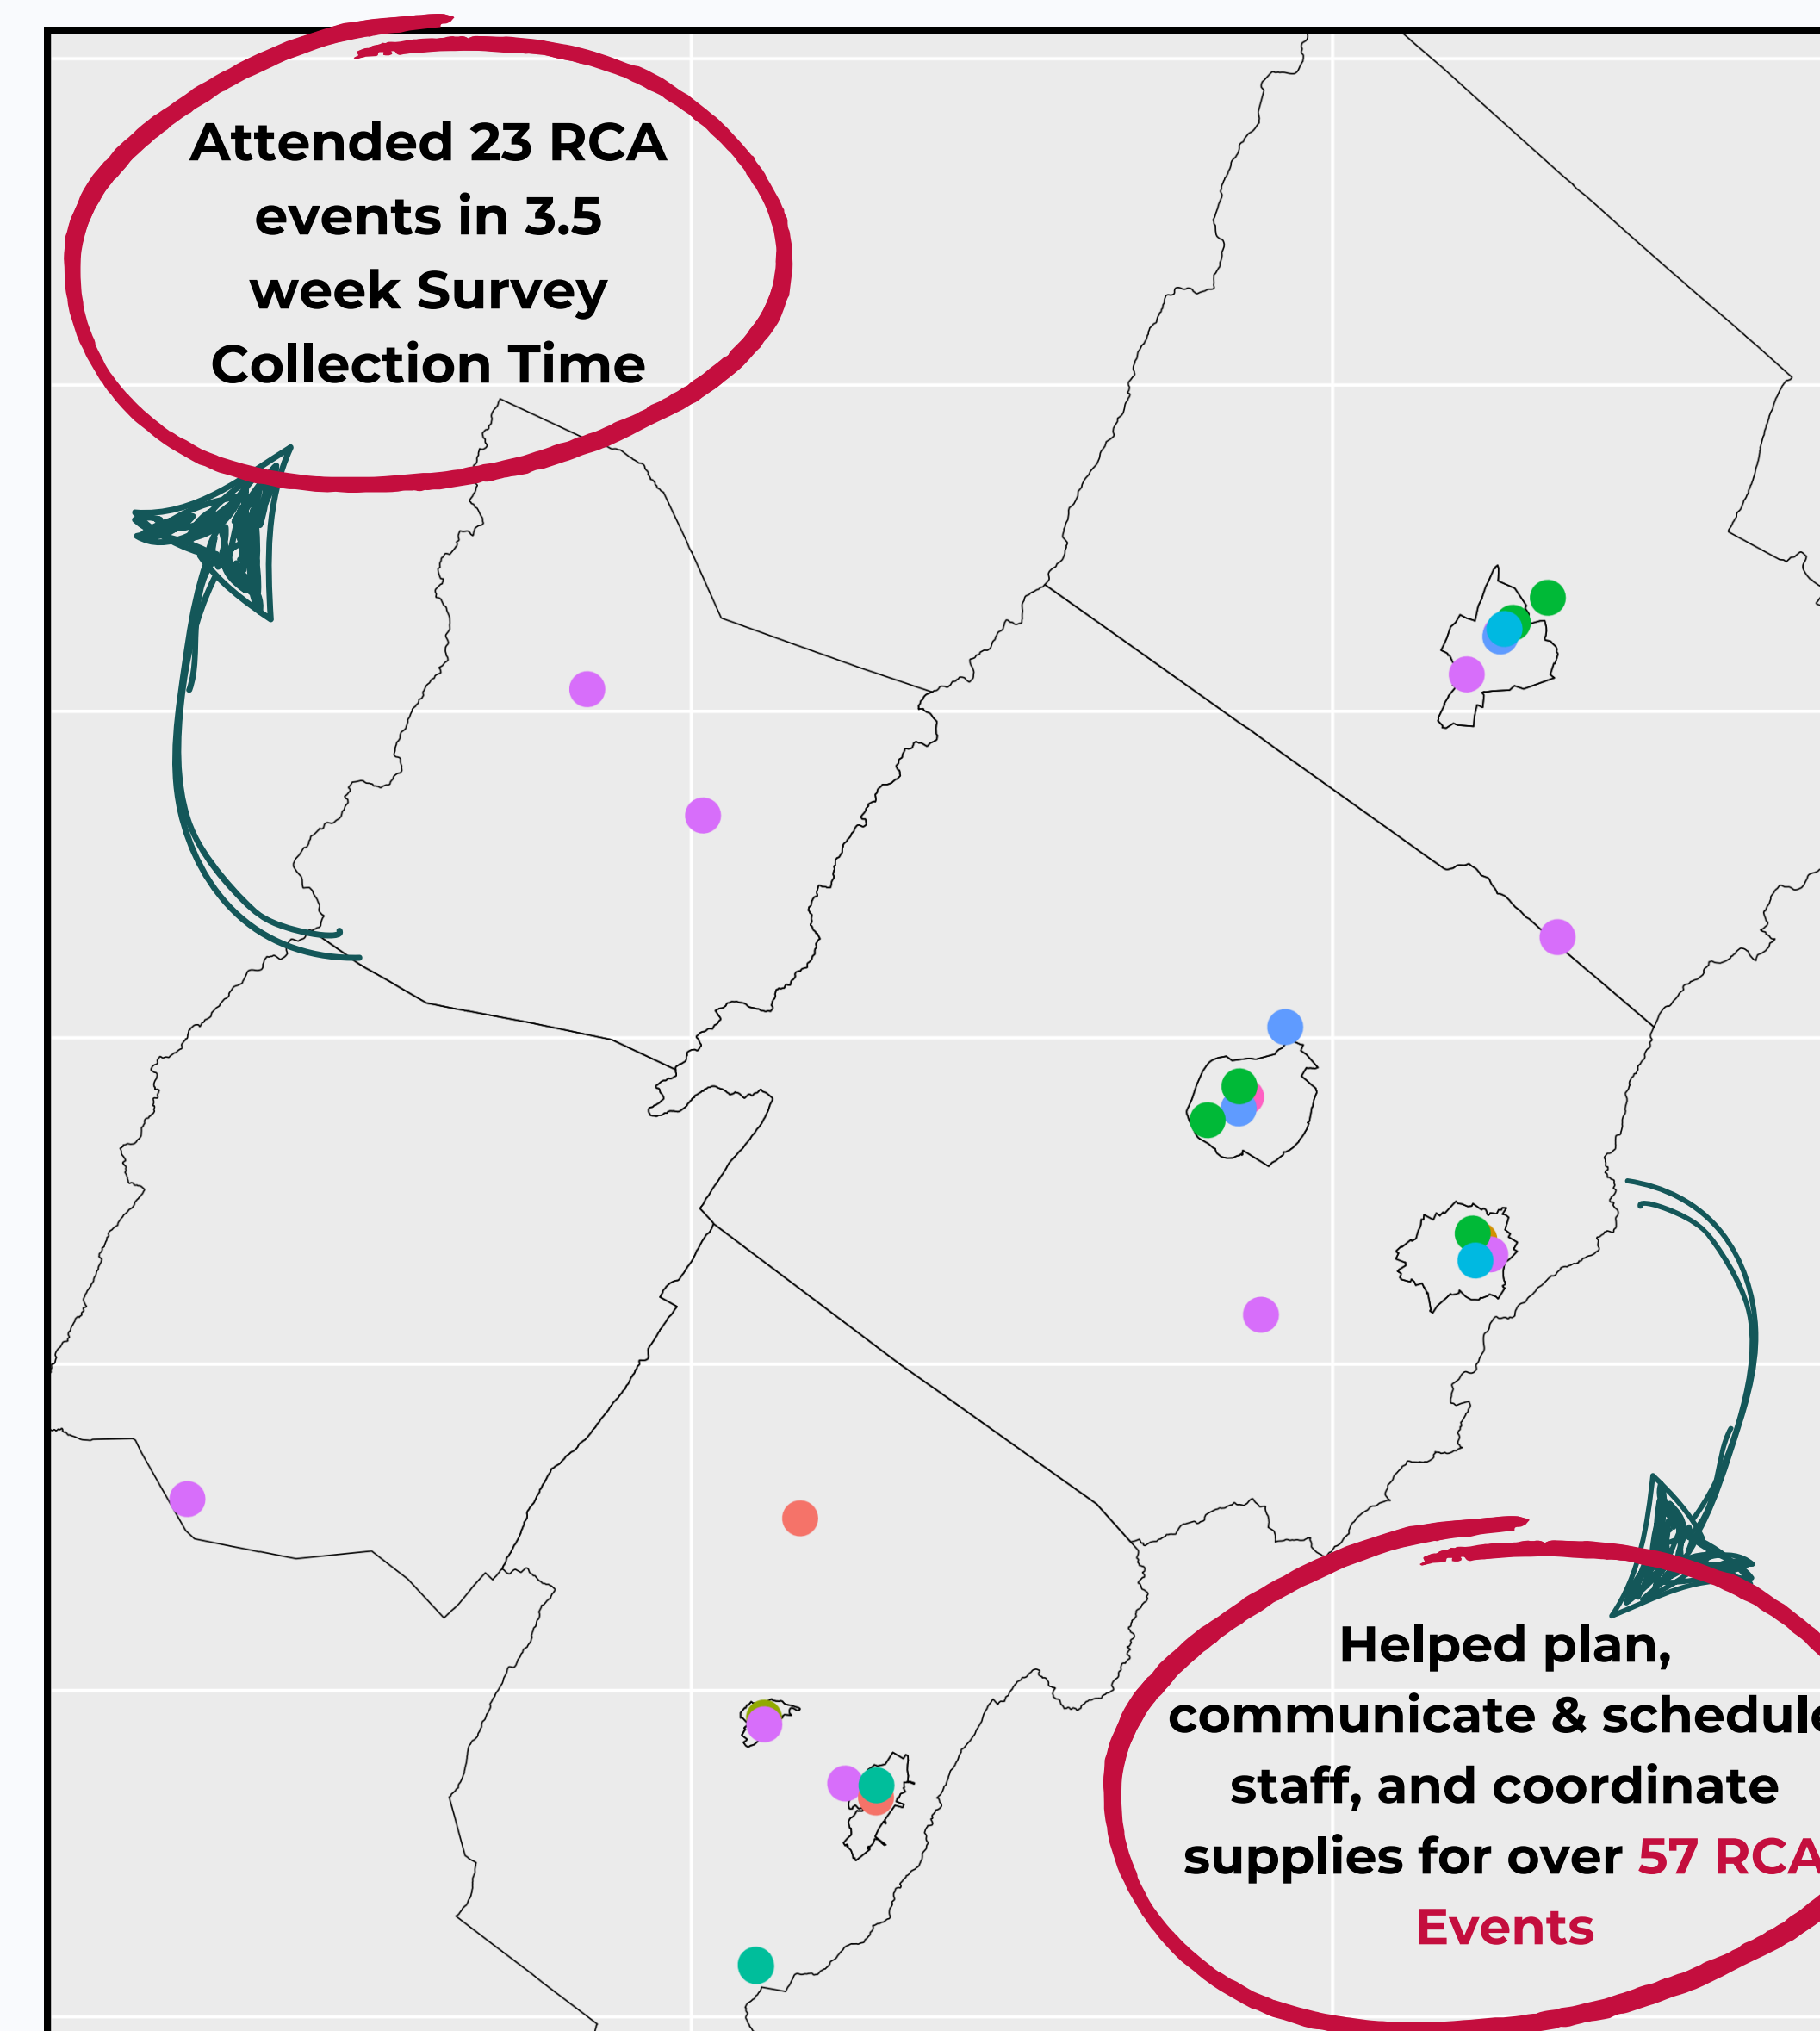 Attended 23 RCA
events in 3.5
week Survey
Collection Time
Helped plan,
communicate & schedule
staff, and coordinate
supplies for over 57 RCA
Events